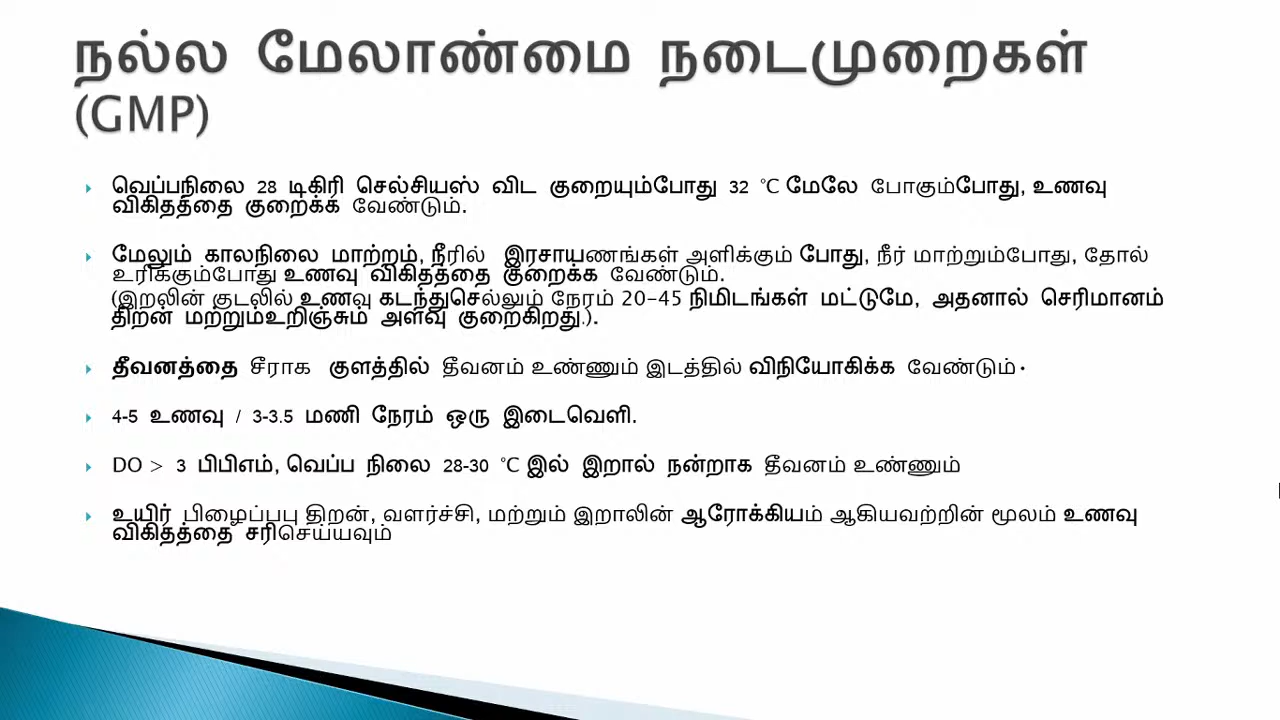 நல்ல மேலாண்மை நடைமுறைகள்
(GMP)
வெப்பநிலை 28 டிகிரி செல்சியஸ் விட குறையும்போது 32 °C மேலே போகும்போது, உணவு
விகிதத்தை குறைக்க வேண்டும்.
மேலும் காலநிலை மாற்றம், நீரில் இரசாயணங்கள் அளிக்கும் போது, நீர் மாற்றும்போது, தோல்
உரிக்கும்போது உணவு விகிதத்தை குறைக்க வேண்டும்.
(இறலின் குடலில் உணவு கடந்துசெல்லும் நேரம் 20-45 நிமிடங்கள் மட்டுமே, அதனால் செரிமானம்
திறன் மற்றும்உறிஞ்சும் அளவு குறைகிறது.).
தீவனத்தை சீராக குளத்தில் தீவனம் உண்ணும் இடத்தில் வினியோகிக்க வேண்டும்.
4-5 உணவு / 3-3.5 மணி நேரம் ஒரு இடைவெளி.
DO > 3 பிபிஎம், வெப்ப நிலை 28-30 °C இல் இறால் நன்றாக தீவனம் உண்ணும்
உயிர் பிழைப்பபு திறன், வளர்ச்சி, மற்றும் இறாலின் ஆரோக்கியம் ஆகியவற்றின் மூலம் உணவு
விகிதத்தை சரிசெய்யவும்